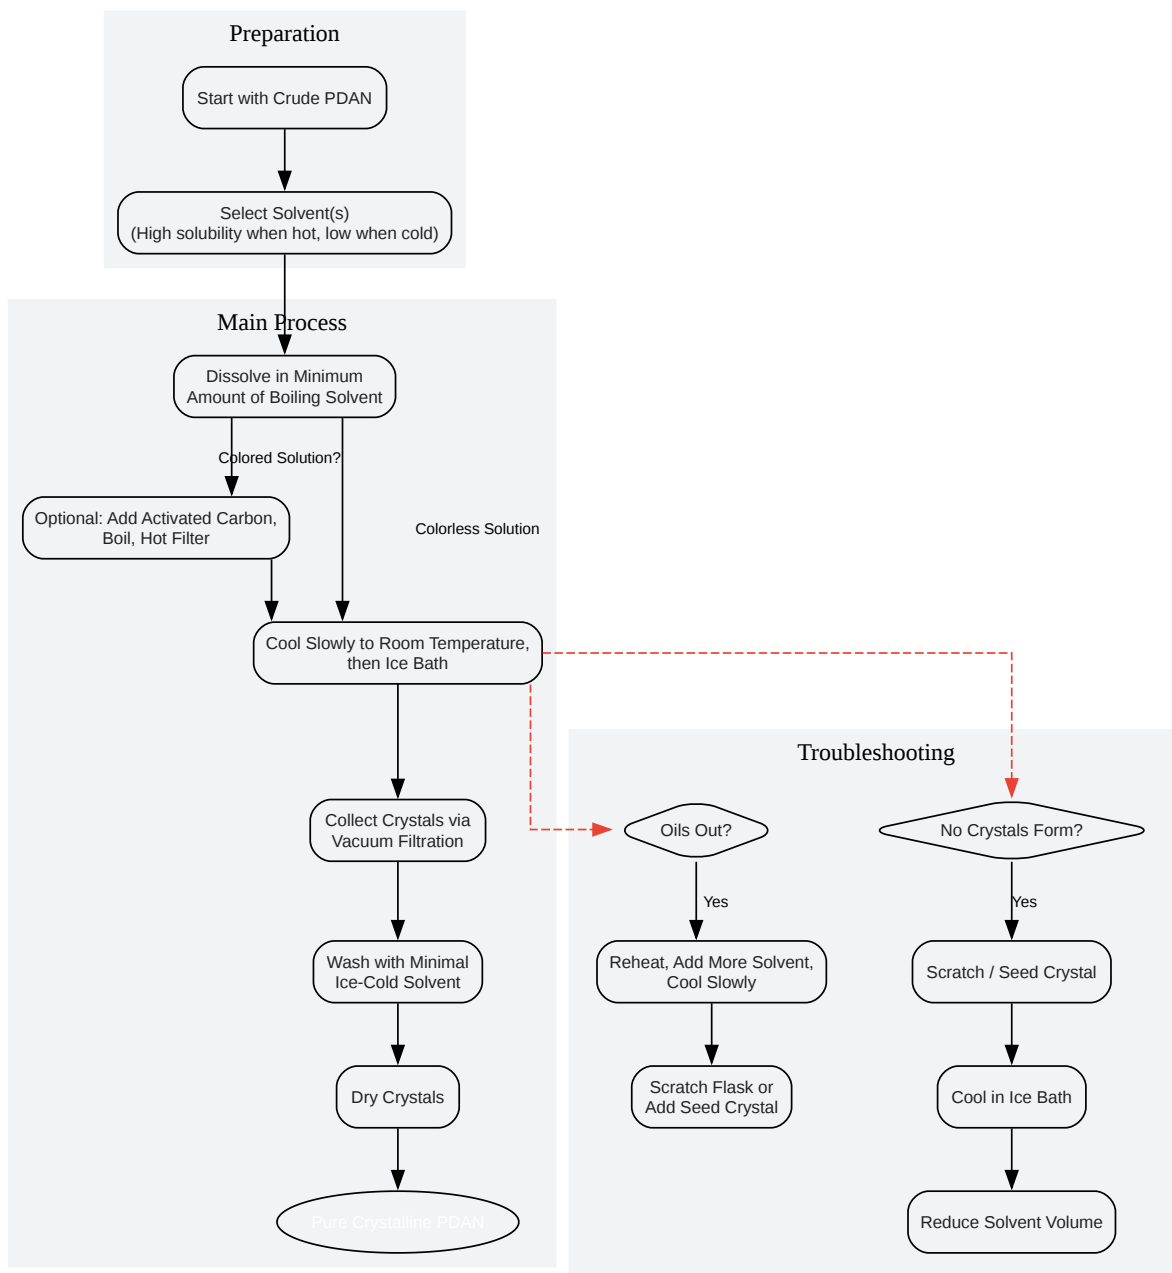 Preparation
Start with Crude PDAN
Select Solvent(s)
(High solubility when hot, low when cold)
Main Process
Dissolve in Minimum
Amount of Boiling Solvent
Colored Solution?
Optional: Add Activated Carbon,
Boil, Hot Filter
Colorless Solution
Cool Slowly to Room Temperature,
then Ice Bath
Collect Crystals via
Vacuum Filtration
Wash with Minimal
Ice-Cold Solvent
Dry Crystals
Pure Crystalline PDAN
Troubleshooting
Oils Out?
Yes
Reheat, Add More Solvent,
Cool Slowly
Scratch Flask or
Add Seed Crystal
No Crystals Form?
Yes
Scratch / Seed Crystal
Cool in Ice Bath
Reduce Solvent Volume